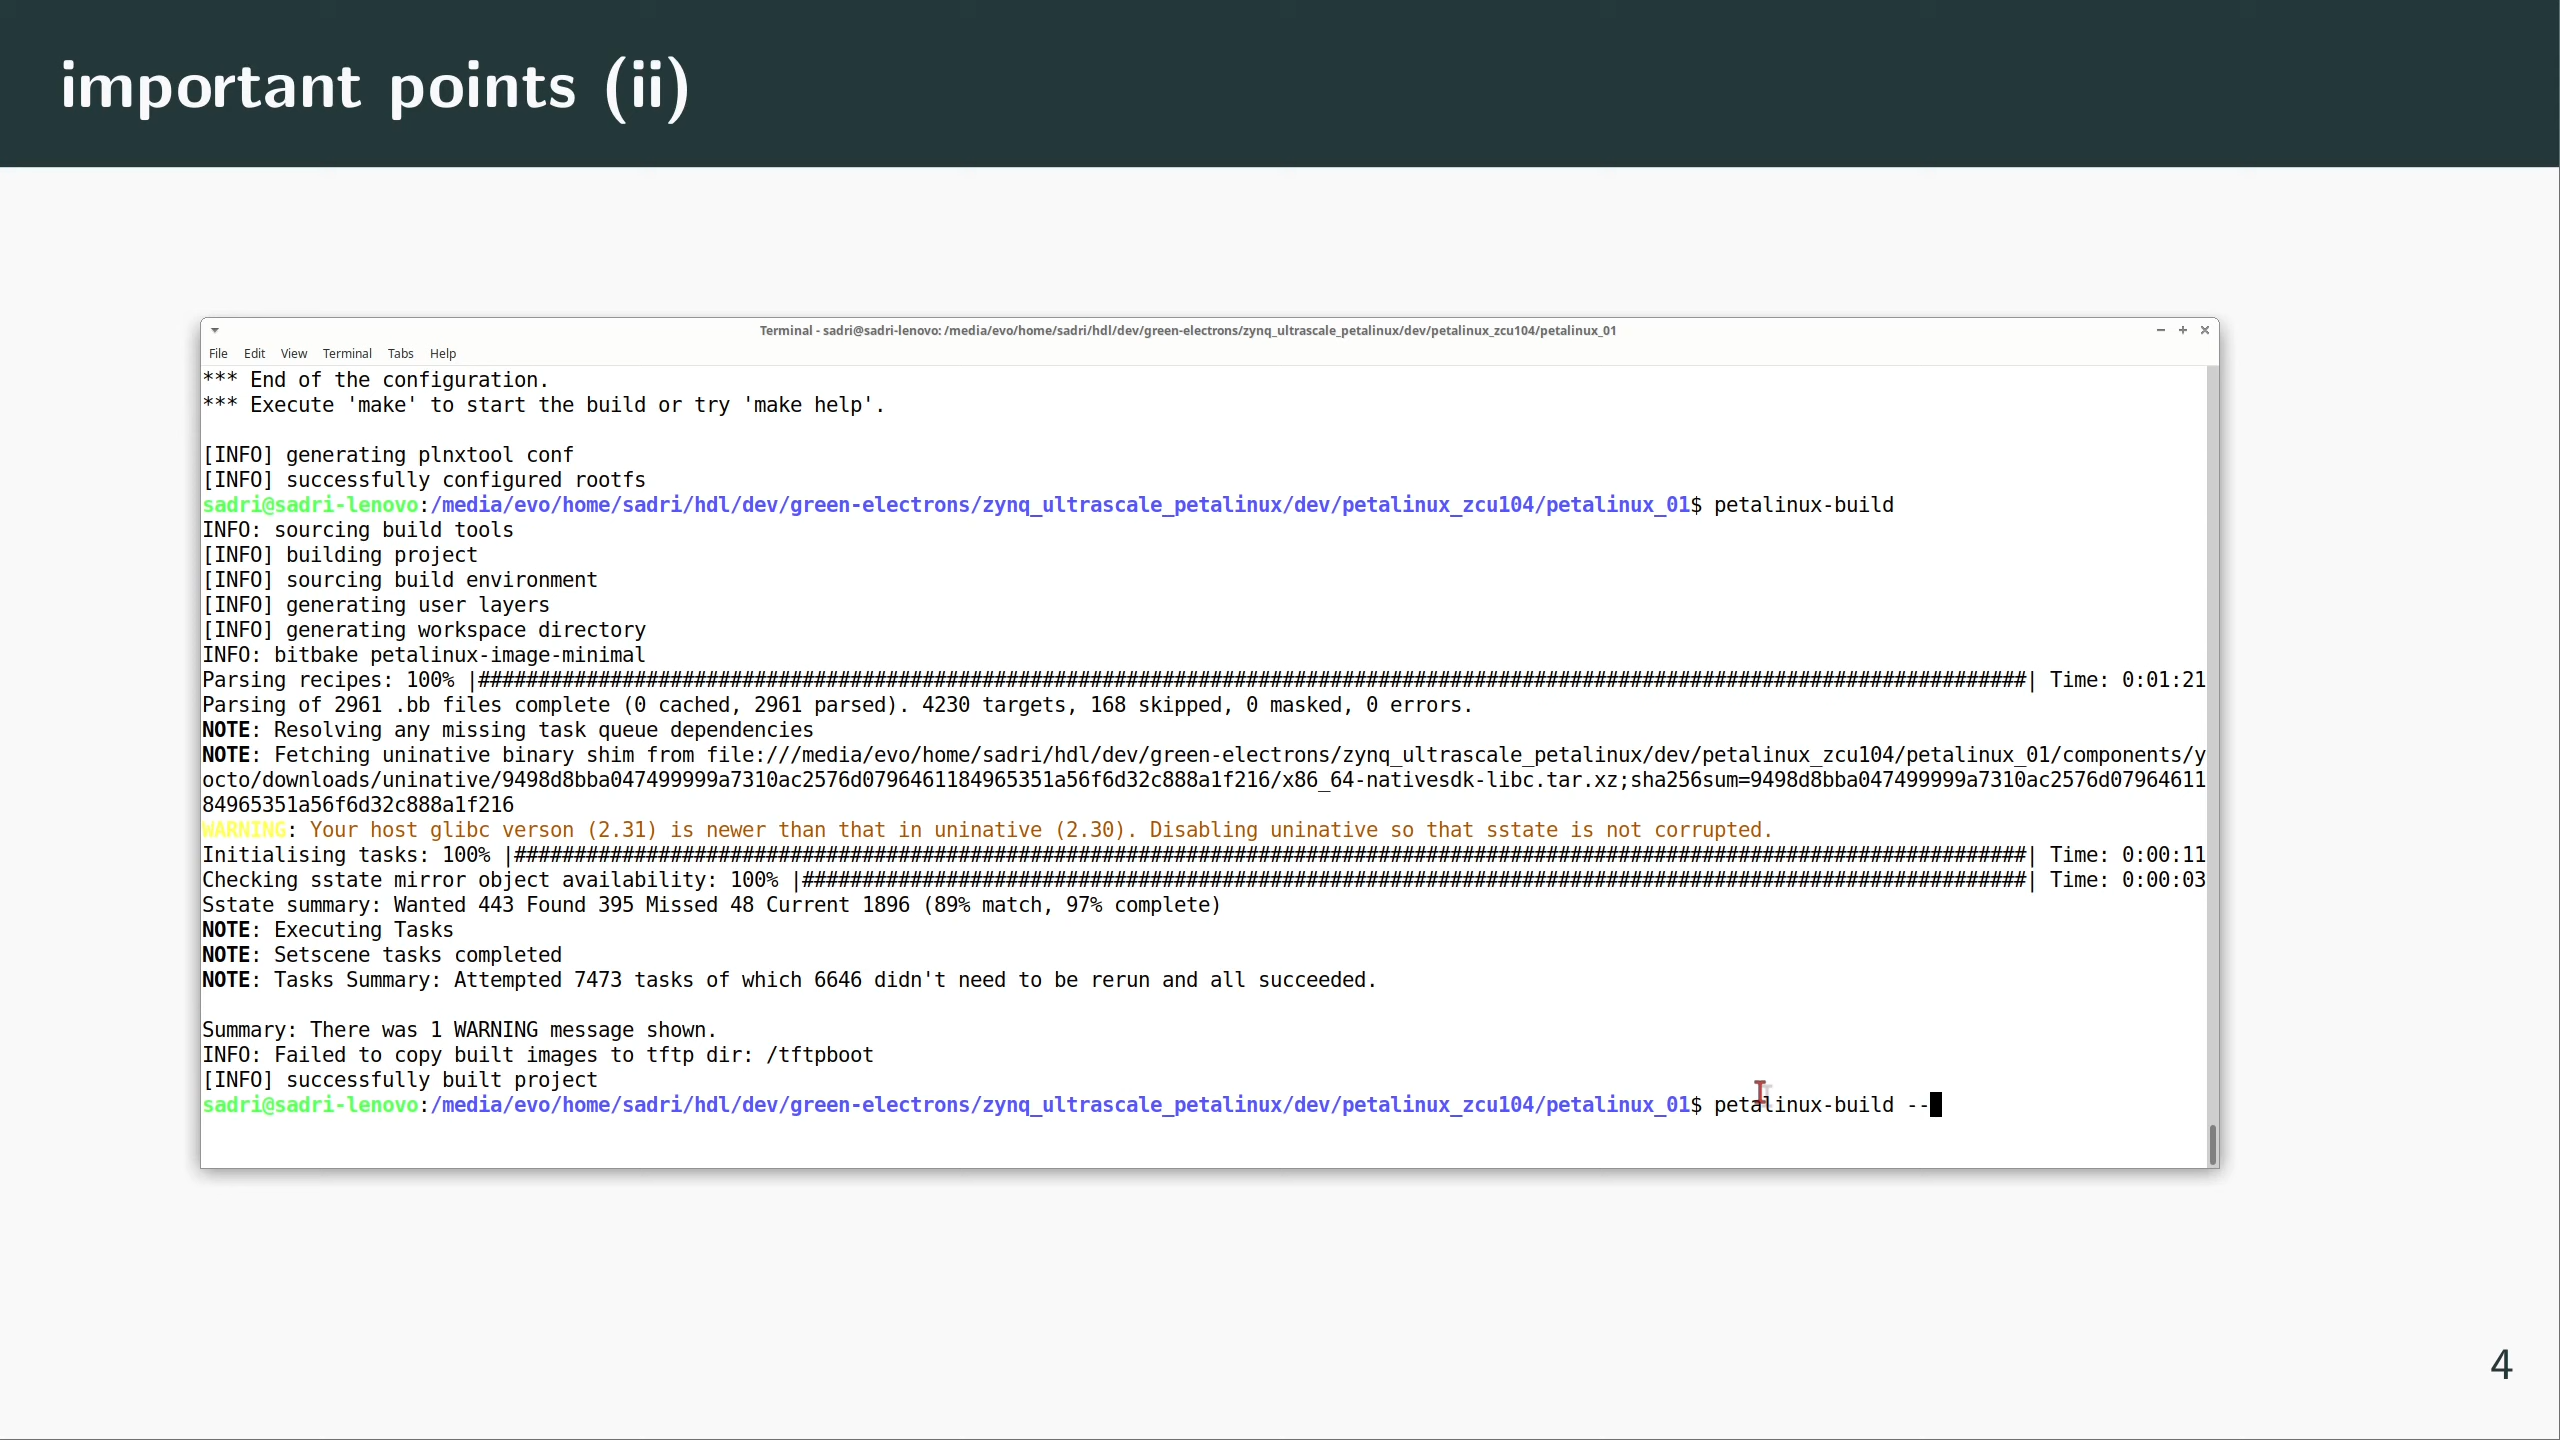 important points (ii)
Terminal - sadri@sadri-lenovo: /media/evo/home/sadri/hdl/dev/green-electrons/zynq_ultrascale_petalinux/dev/petalinux_zcu104/petalinux_01
File Edit View Terminal Tabs Help
*** End of the configuration.
*** Execute 'make' to start the build or try 'make help'.
[INFO] generating plnxtool conf
[INFO] successfully configured rootfs
sadri@sadri-lenovo:/media/evo/home/sadri/hdl/dev/green-electrons/zynq_ultrascale_petalinux/dev/petalinux_zcu104/petalinux_01$ petalinux-build
INFO: sourcing build tools
[INFO] building project
[INFO] sourcing build environment
[INFO] generating user layers
[INFO] generating workspace directory
INFO: bitbake petalinux-image-minimal
Parsing recipes: 100% |#################################################################################################################################| Time: 0:01:21
Parsing of 2961 .bb files complete (0 cached, 2961 parsed). 4230 targets, 168 skipped, 0 masked, 0 errors.
NOTE: Resolving any missing task queue dependencies
NOTE: Fetching uninative binary shim from file:///media/evo/home/sadri/hdl/dev/green-electrons/zynq_ultrascale_petalinux/dev/petalinux_zcu104/petalinux_01/components/y
octo/downloads/uninative/9498d8bba047499999a7310ac2576d0796461184965351a56f6d32c888a1f216/x86_64-nativesdk-libc.tar.xz;sha256sum=9498d8bba047499999a7310ac2576d07964611
84965351a56f6d32c888a1f216
WARNING: Your host glibc verson (2.31) is newer than that in uninative (2.30). Disabling uninative so that sstate is not corrupted.
Initialising tasks: 100% |##############################################################################################################################| Time: 0:00:11
Checking sstate mirror object availability: 100% |######################################################################################################| Time: 0:00:03
Sstate summary: Wanted 443 Found 395 Missed 48 Current 1896 (89% match, 97% complete)
NOTE: Executing Tasks
NOTE: Setscene tasks completed
NOTE: Tasks Summary: Attempted 7473 tasks of which 6646 didn't need to be rerun and all succeeded.
Summary: There was 1 WARNING message shown.
INFO: Failed to copy built images to tftp dir: /tftpboot
[INFO] successfully built project
sadri@sadri-lenovo:/media/evo/home/sadri/hdl/dev/green-electrons/zynq_ultrascale_petalinux/dev/petalinux_zcu104/petalinux_01$ petalinux-build --
4